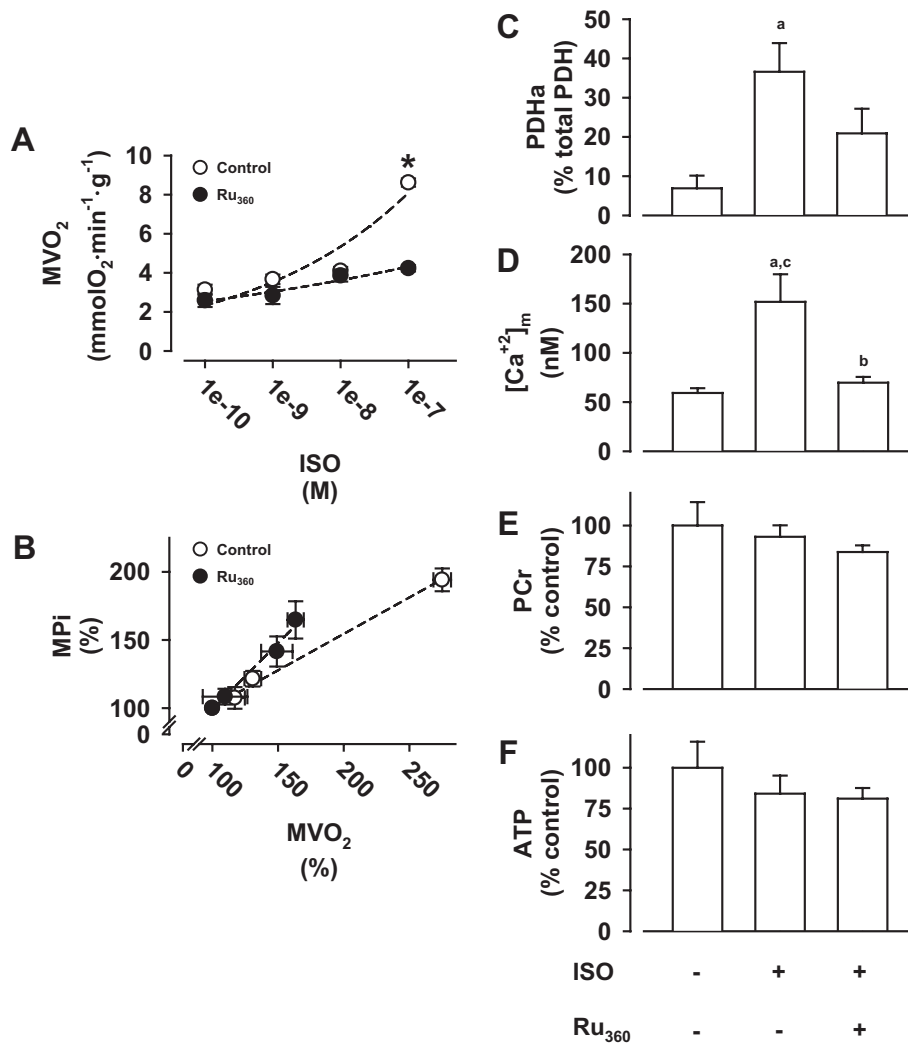 A
MVO2
(mmolO2·min-1·g-1)
10
8
6
4
2
0
Control
Ru360
*
1e-10
1e-9
1e-8
1e-7
ISO
(M)
B
MPi
(%)
200
150
100
0
Control
Ru360
0
100
150
200
250
MVO2
(%)
C
PDHa
(% total PDH)
50
40
30
20
10
0
a
D
[Ca+2]m
(nM)
200
150
100
50
0
a,c
b
E
PCr
(% control)
100
75
50
25
0
F
ATP
(% control)
100
75
50
25
0
ISO - + +
Ru360 - - +